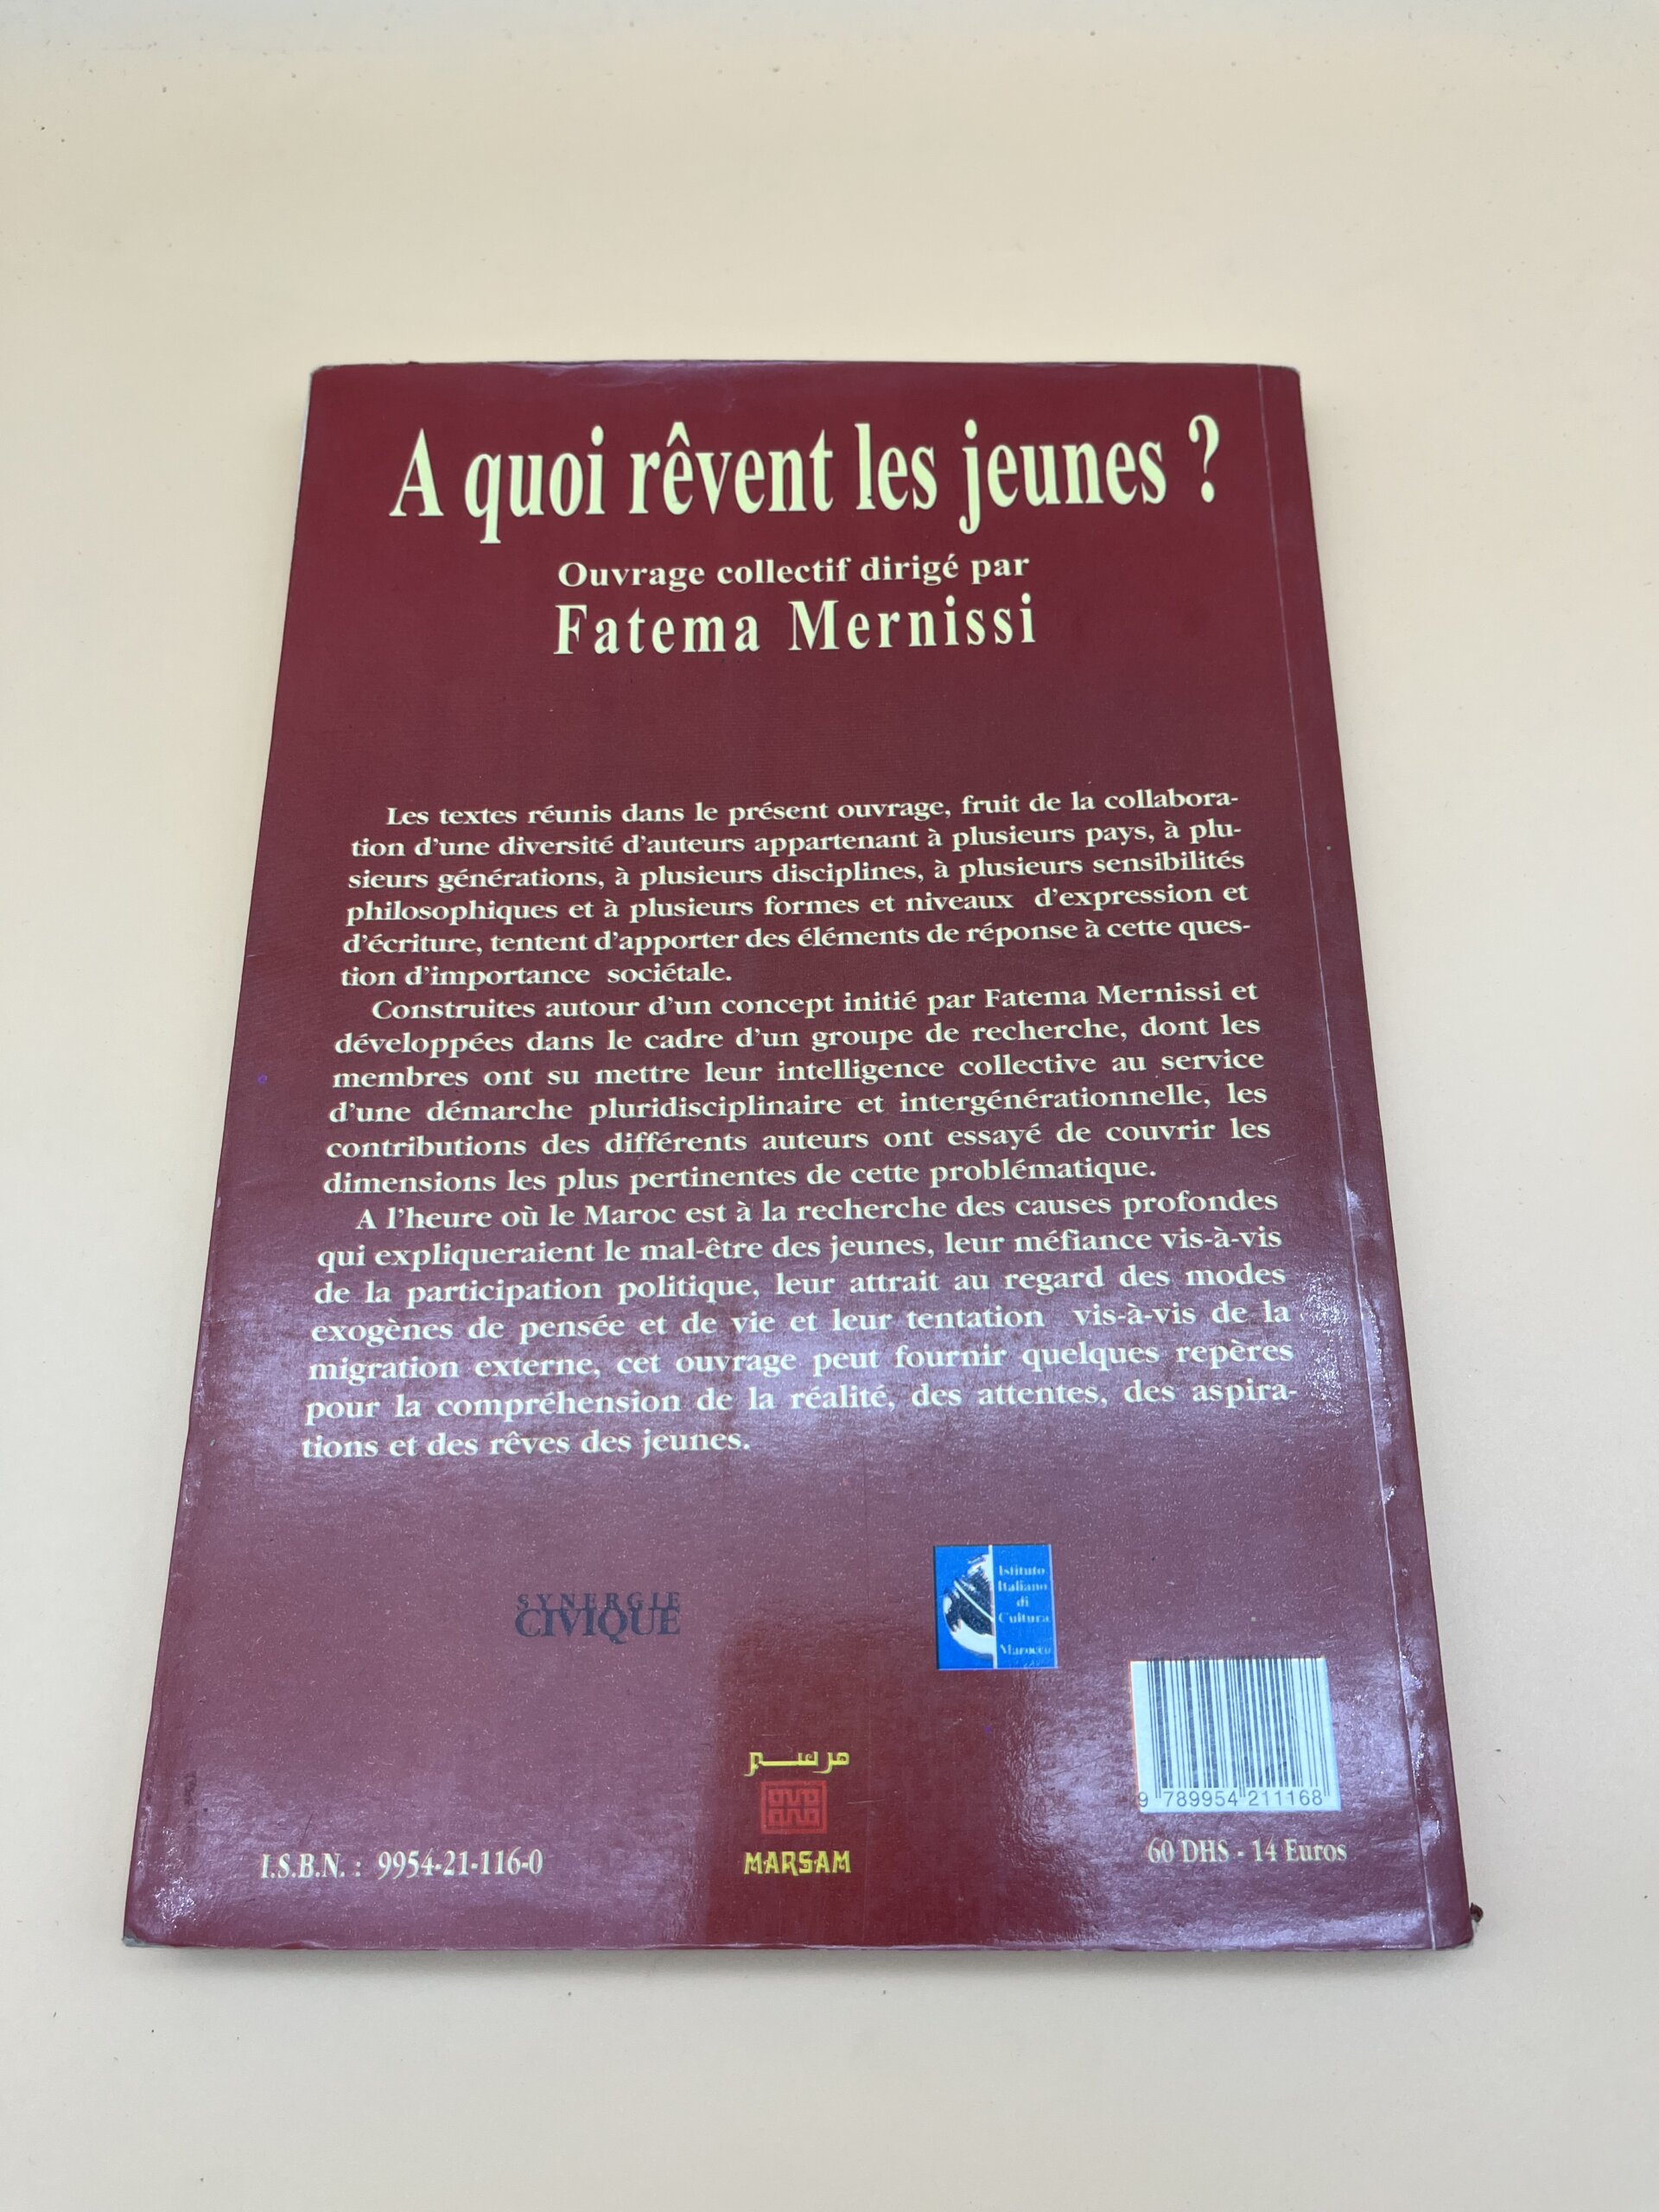 A quoi rêvent les jeunes ?
Ouvrage collectif dirigé par
Fatema Mernissi
Les textes réunis dans le présent ouvrage, fruit de la collabora-
tion d'une diversité d'auteurs appartenant à plusieurs pays, à plu-
sieurs générations, à plusieurs disciplines, à plusieurs sensibilités
philosophiques et à plusieurs formes et niveaux d'expression et
d'écriture, tentent d'apporter des éléments de réponse à cette ques-
tion d'importance sociétale.
Construites autour d'un concept initié par Fatema Mernissi et
développées dans le cadre d'un groupe de recherche, dont les
membres ont su mettre leur intelligence collective au service
d'une démarche pluridisciplinaire et intergénérationnelle, les
contributions des différents auteurs ont essayé de couvrir les
dimensions les plus pertinentes de cette problématique.
A l'heure où le Maroc est à la recherche des causes profondes
qui expliqueraient le mal-être des jeunes, leur méfiance vis-à-vis
de la participation politique, leur attrait au regard des modes
exogènes de pensée et de vie et leur tentation vis-à-vis de la
migration externe, cet ouvrage peut fournir quelques repères
pour la compréhension de la réalité, des attentes, des aspira-
tions et des rêves des jeunes.
SYNERGIE
CIVIQUE
Istituto
Italiano
di
Cultura
Marocco
مرسم
MARSAM
9 789954 211168
I.S.B.N. : 9954-21-116-0
60 DHS - 14 Euros